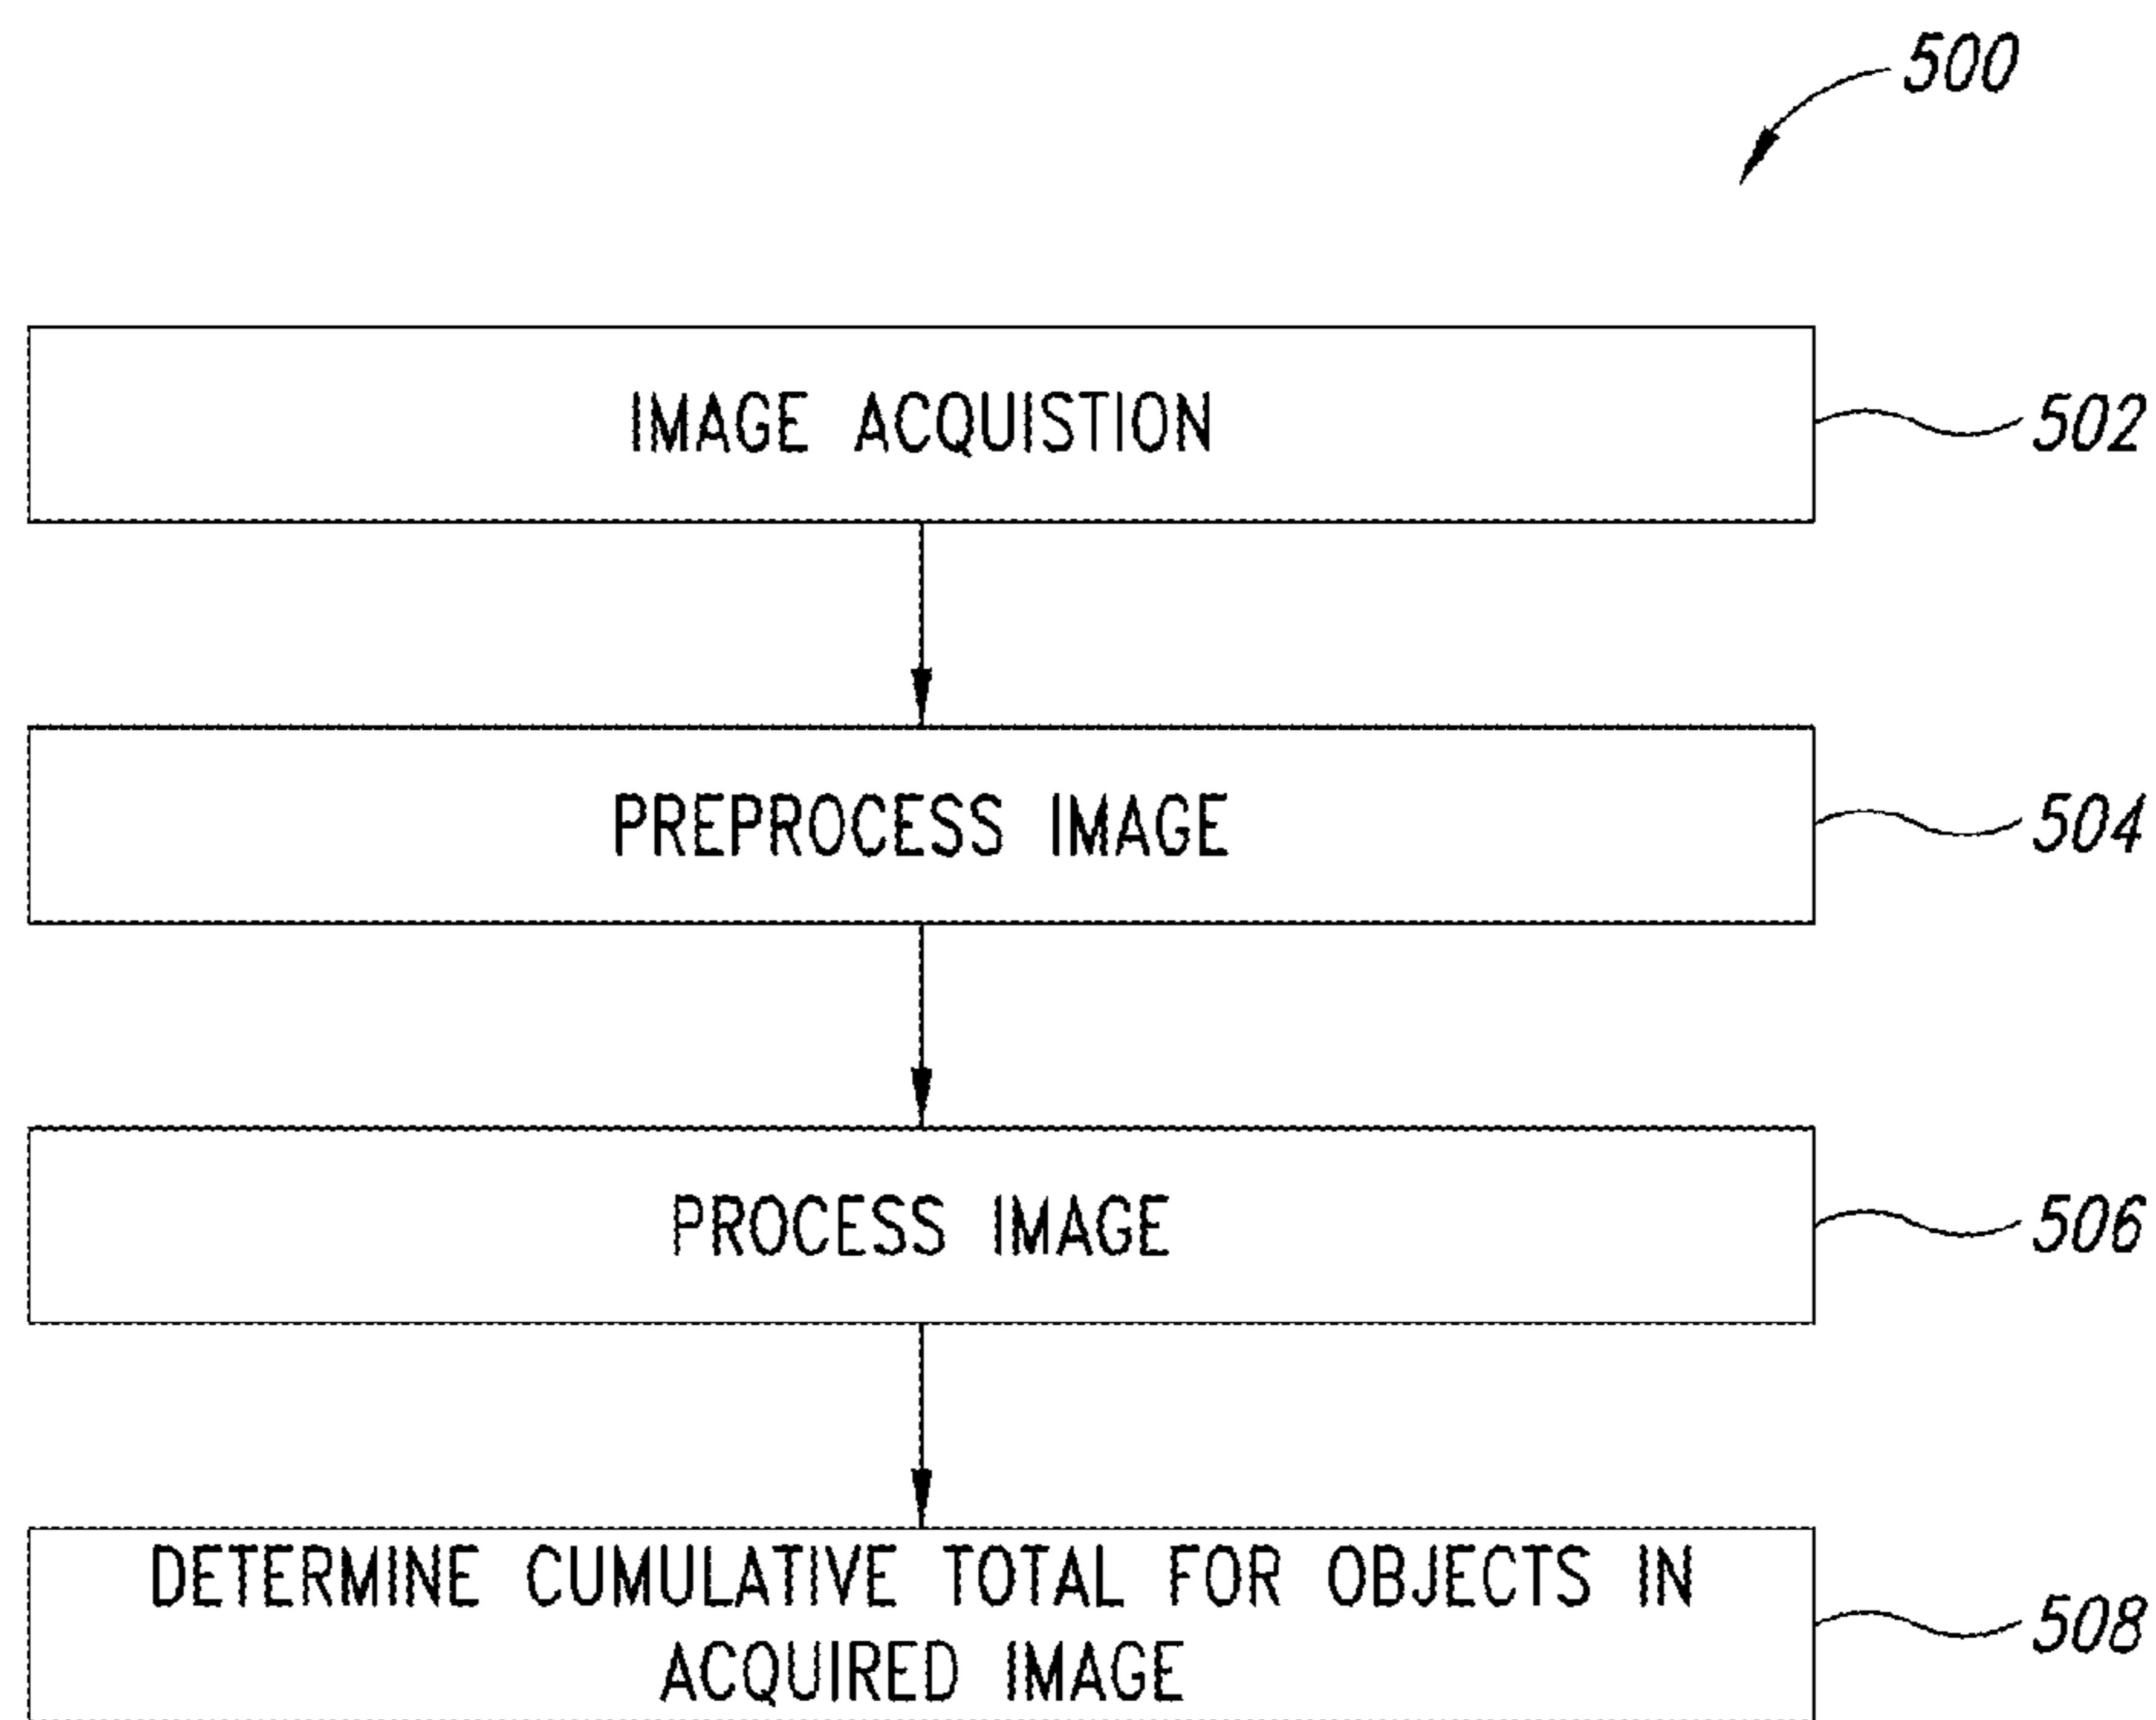 500
IMAGE ACQUISTION
502
PREPROCESS IMAGE
504
PROCESS IMAGE
506
DETERMINE CUMULATIVE TOTAL FOR OBJECTS IN
ACQUIRED IMAGE
508